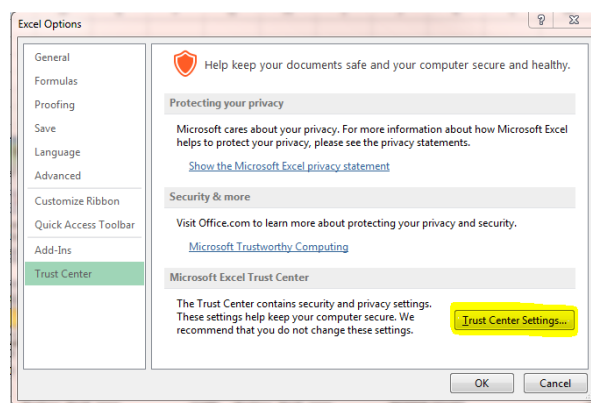 Excel Options
General
Formulas
Proofing
Save
Language
Advanced
Customize Ribbon
Quick Access Toolbar
Add-Ins
Trust Center
Help keep your documents safe and your computer secure and healthy.
Protecting your privacy
Microsoft cares about your privacy. For more information about how Microsoft Excel
helps to protect your privacy, please see the privacy statements.
Show the Microsoft Excel privacy statement
Security & more
Visit Office.com to learn more about protecting your privacy and security.
Microsoft Trustworthy Computing
Microsoft Excel Trust Center
The Trust Center contains security and privacy settings.
These settings help keep your computer secure. We
recommend that you do not change these settings.
Trust Center Settings...
OK
Cancel